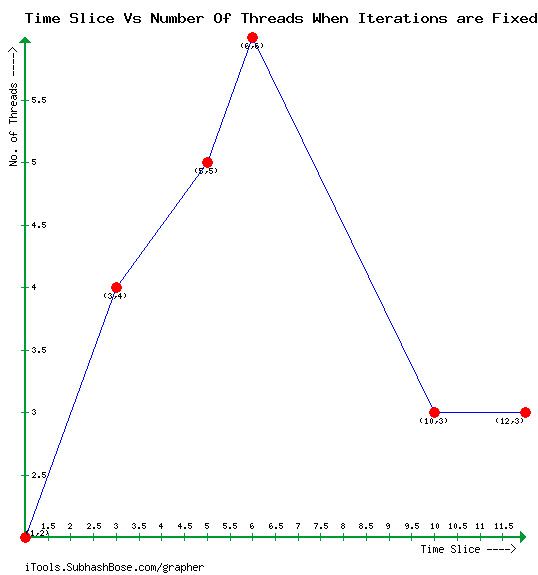 Time Slice Vs Number Of Threads When Iterations are Fixed
No. of Threads ---->
(6,6)
5.5
5
(5,5)
4.5
4
(3,4)
3.5
3
(10,3) (12,3)
2.5
(1,2)
1.5 2 2.5 3 3.5 4 4.5 5 5.5 6 6.5 7 7.5 8 8.5 9 9.5 10 10.5 11 11.5
Time Slice ---->
iTools.SubhashBose.com/grapher